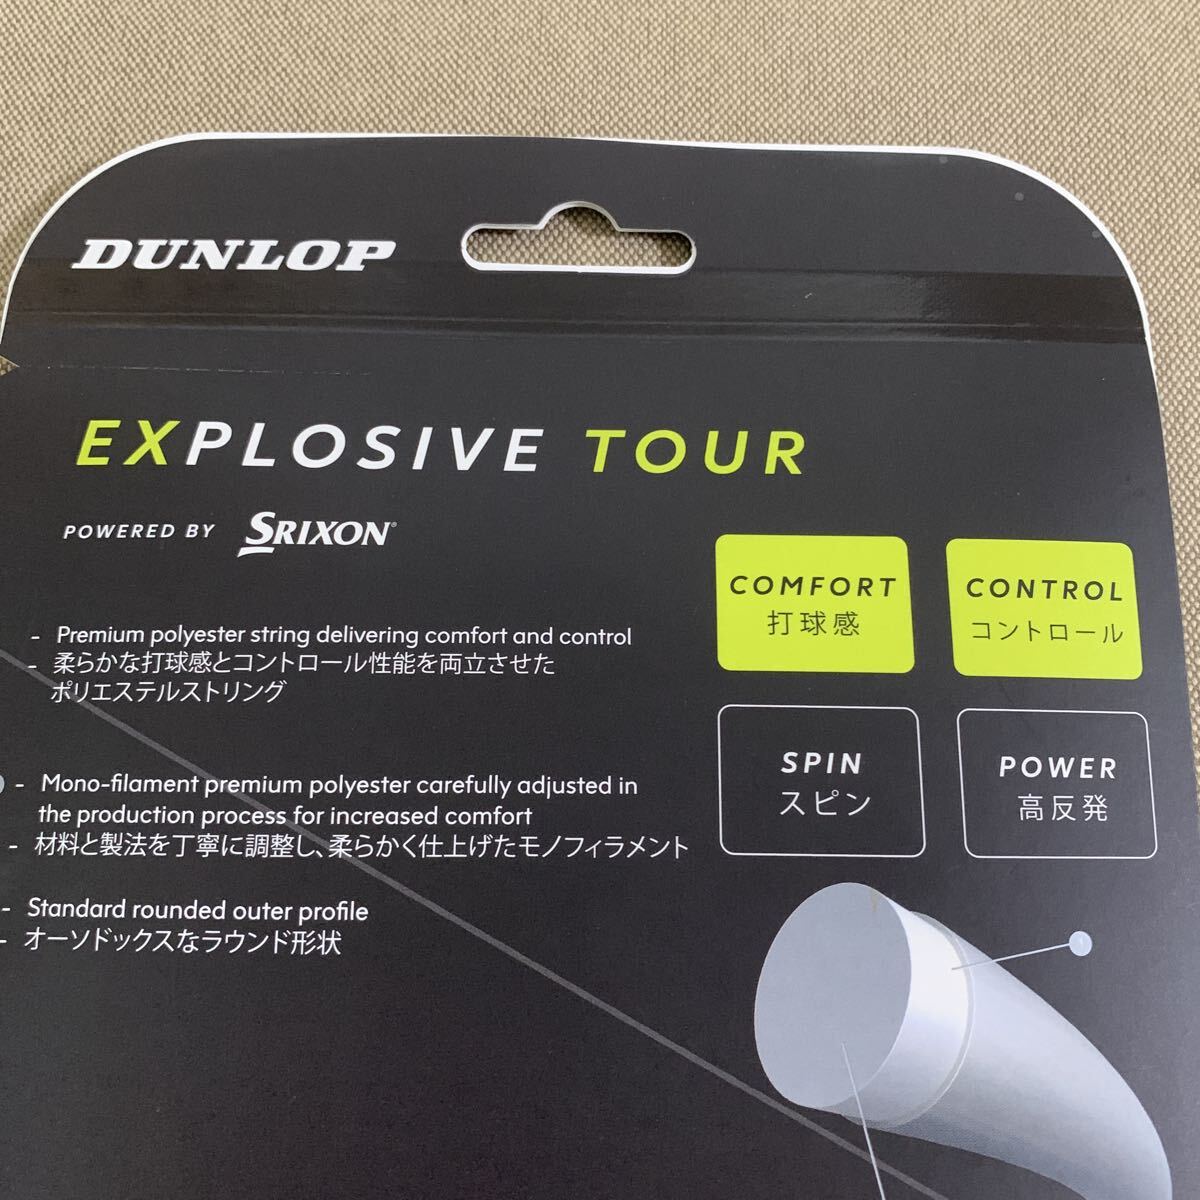 DUNLOP
EXPLOSIVE TOUR
POWERED BY SRIXON®
- Premium polyester string delivering comfort and control
- 柔らかな打球感とコントロール性能を両立させた
ポリエステルストリング
- Mono-filament premium polyester carefully adjusted in
the production process for increased comfort
- 材料と製法を丁寧に調整し、柔らかく仕上げたモノフィラメント
- Standard rounded outer profile
- オーソドックスなラウンド形状
COMFORT
打球感
CONTROL
コントロール
SPIN
スピン
POWER
高反発
1